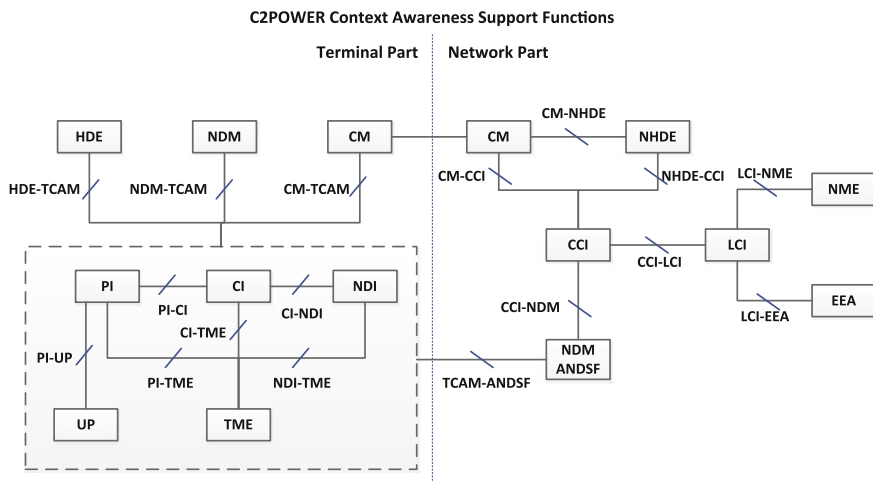 C2POWER Context Awareness Support Functions
Terminal Part
Network Part
HDE
NDM
CM
CM
CM-NHDE
NHDE
HDE-TCAM
NDM-TCAM
CM-TCAM
CM-CCI
NHDE-CCI
LCI-NME
NME
CCI
CCI-LCI
LCI
PI
PI-CI
CI
CI-NDI
NDI
CCI-NDM
LCI-EEA
EEA
CI-TME
PI-UP
PI-TME
NDI-TME
TCAM-ANDSF
NDM
ANDSF
UP
TME